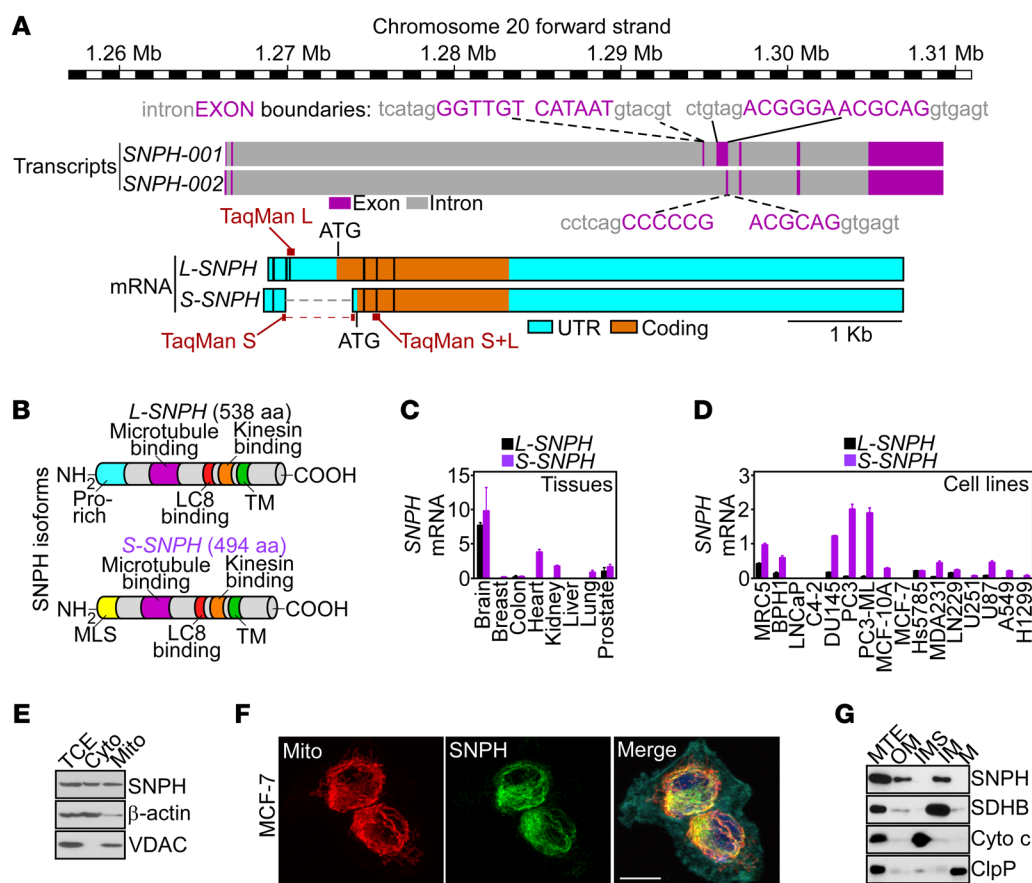 A
Chromosome 20 forward strand
1.26 Mb 1.27 Mb 1.28 Mb 1.29 Mb 1.30 Mb 1.31 Mb
intronEXON boundaries: tcatagGGTTGT CATAATgtacgt ctgtagACGGGAACGCAGgtgagt
Transcripts
SNPH-001
SNPH-002
Exon Intron
cctcagCCCCCG ACGCAGgtgagt
TaqMan L
ATG
mRNA
L-SNPH
S-SNPH
TaqMan S
ATG
TaqMan S+L
UTR Coding
1 Kb
B
SNPH isoforms
L-SNPH (538 aa)
Microtubule binding
Kinesin binding
NH2
COOH
Pro-rich
LC8 binding
TM
S-SNPH (494 aa)
Microtubule binding
Kinesin binding
NH2
COOH
MLS
LC8 binding
TM
C
L-SNPH
S-SNPH
Tissues
SNPH mRNA
15
10
5
0
Brain
Breast
Colon
Heart
Kidney
Liver
Lung
Prostate
D
L-SNPH
S-SNPH
Cell lines
SNPH mRNA
3
2
1
0
MRC5
BPH1
LNCaP
C4-2
DU145
PC3
PC3-ML
MCF-10A
MCF-7
Hs5785
MDA231
LN229
U251
U87
A549
H1299
E
TCE Cyto Mito
SNPH
β-actin
VDAC
F
MCF-7
Mito
SNPH
Merge
G
MTE OM IMS IM M
SNPH
SDHB
Cyto c
ClpP